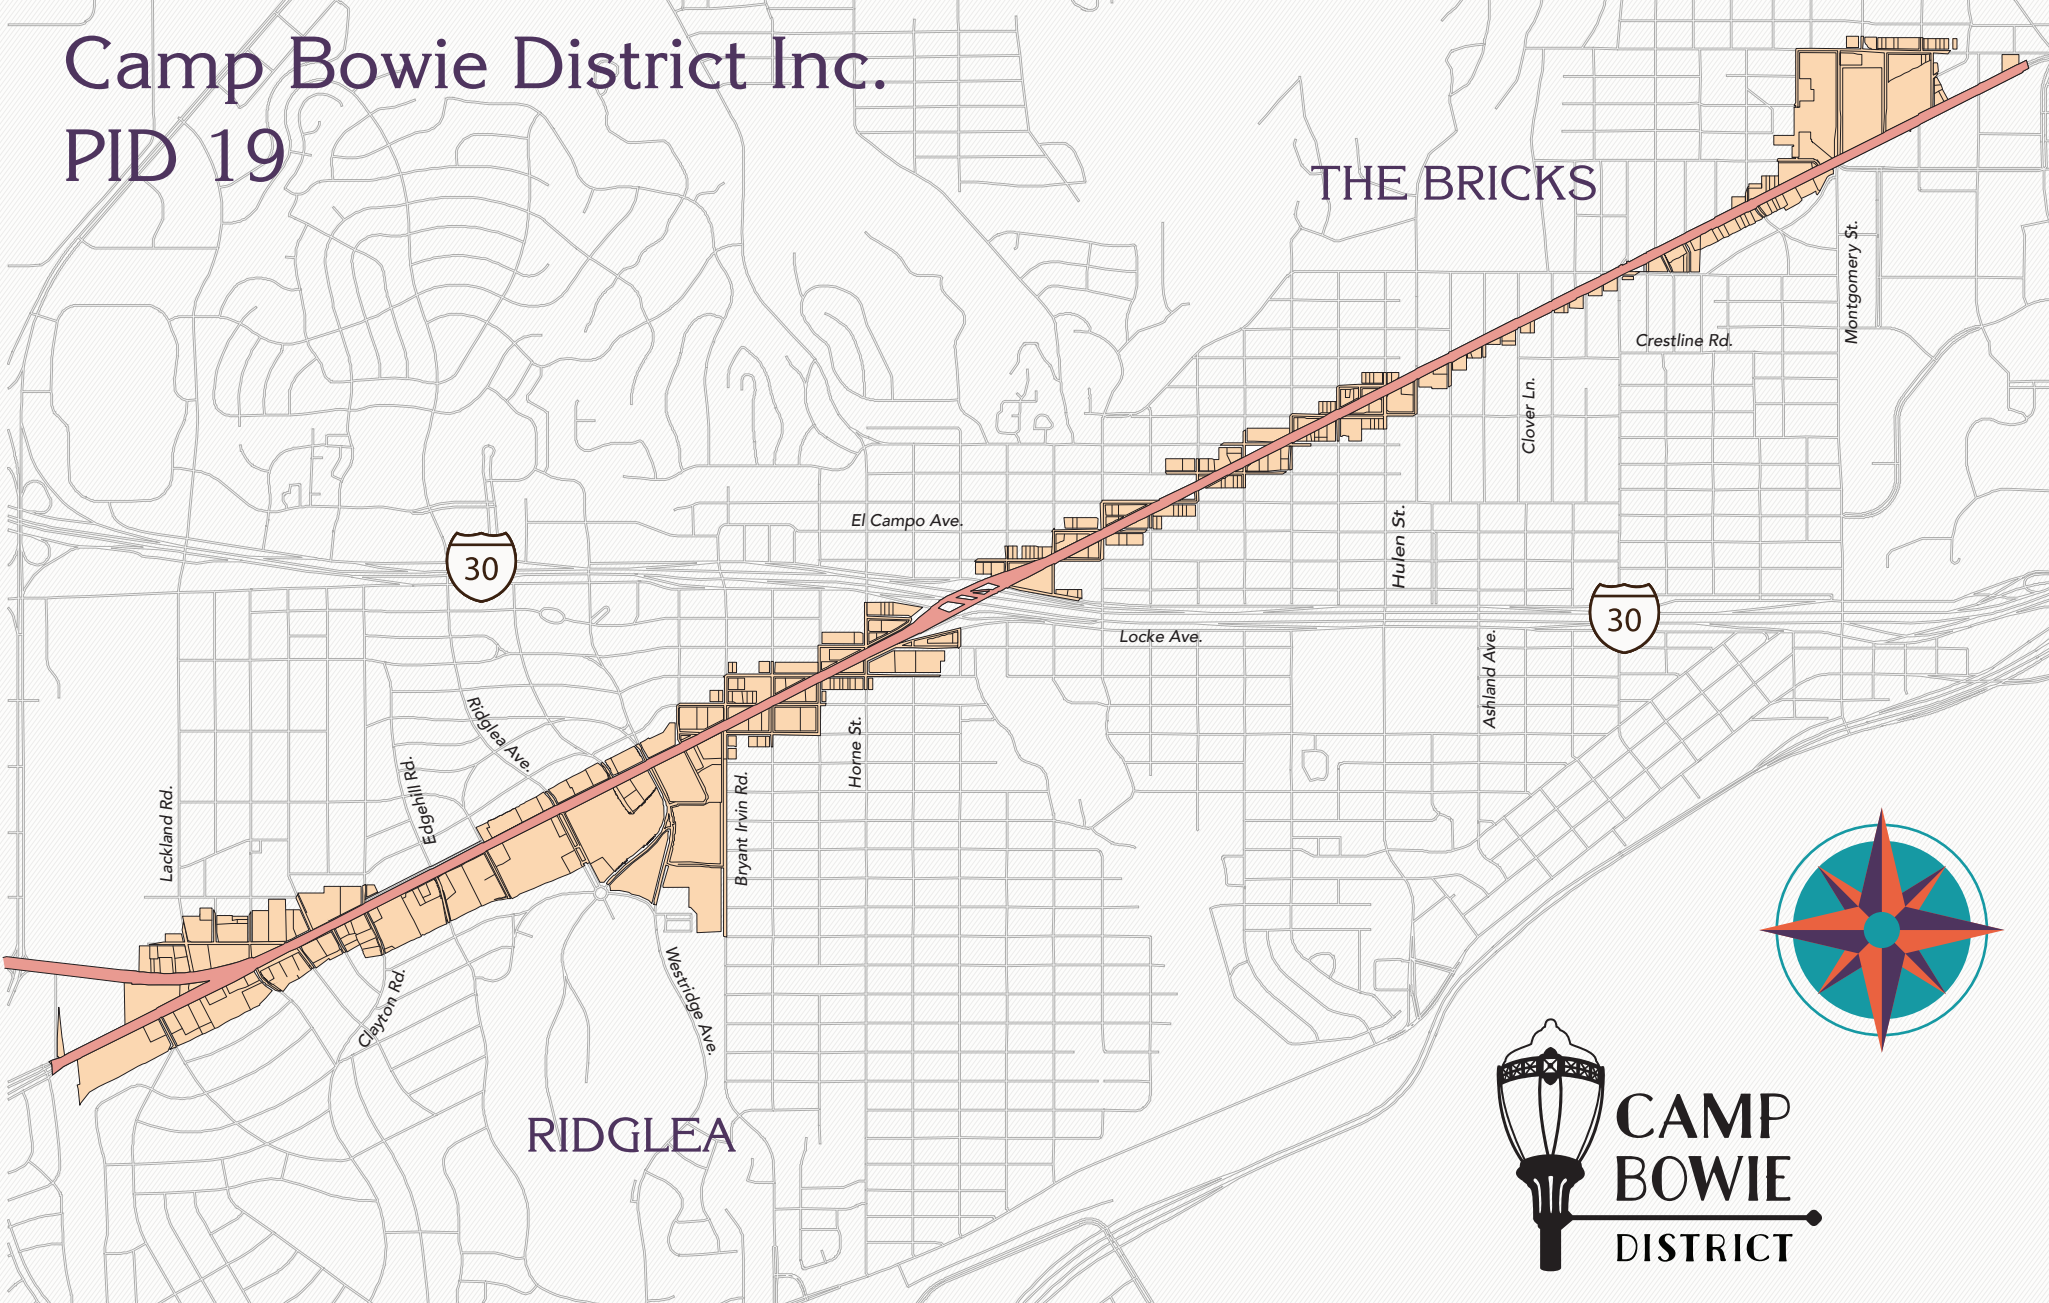 Camp Bowie District Inc.
PID 19
THE BRICKS
Montgomery St.
Crestline Rd.
Clover Ln.
El Campo Ave.
Hulen St.
30
30
Locke Ave.
Ashland Ave.
Ridglea Ave.
Horne St.
Edgehill Rd.
Lackland Rd.
Bryant Irvin Rd.
Westridge Ave.
Clayton Rd.
RIDGLEA
CAMP
BOWIE
DISTRICT